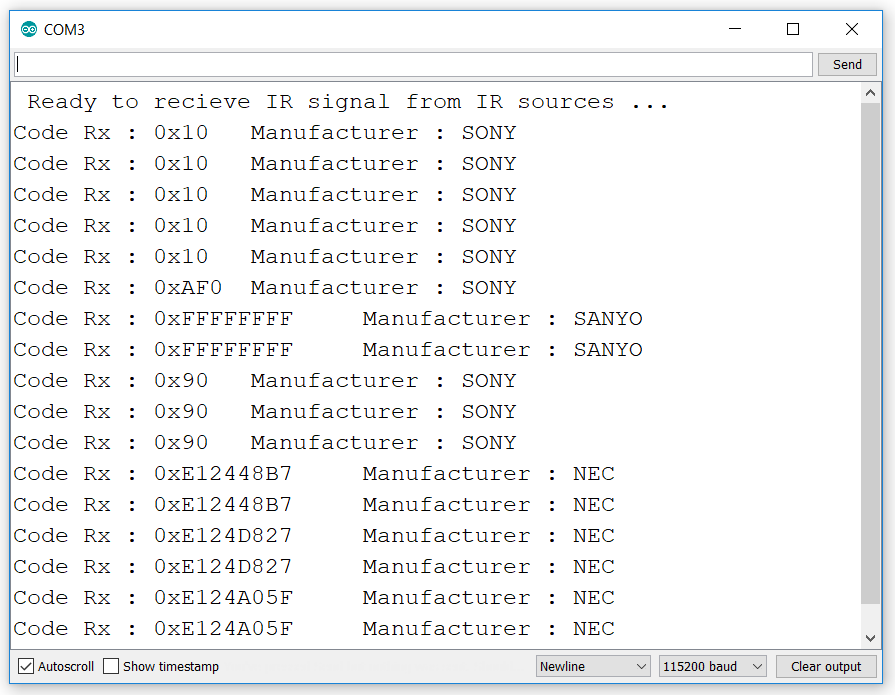 COM3
Send
Ready to recieve IR signal from IR sources ...
Code Rx : 0x10 Manufacturer : SONY
Code Rx : 0x10 Manufacturer : SONY
Code Rx : 0x10 Manufacturer : SONY
Code Rx : 0x10 Manufacturer : SONY
Code Rx : 0x10 Manufacturer : SONY
Code Rx : 0xAF0 Manufacturer : SONY
Code Rx : 0xFFFFFFFF Manufacturer : SANYO
Code Rx : 0xFFFFFFFF Manufacturer : SANYO
Code Rx : 0x90 Manufacturer : SONY
Code Rx : 0x90 Manufacturer : SONY
Code Rx : 0x90 Manufacturer : SONY
Code Rx : 0xE12448B7 Manufacturer : NEC
Code Rx : 0xE12448B7 Manufacturer : NEC
Code Rx : 0xE124D827 Manufacturer : NEC
Code Rx : 0xE124D827 Manufacturer : NEC
Code Rx : 0xE124A05F Manufacturer : NEC
Code Rx : 0xE124A05F Manufacturer : NEC
Autoscroll Show timestamp Newline 115200 baud Clear output